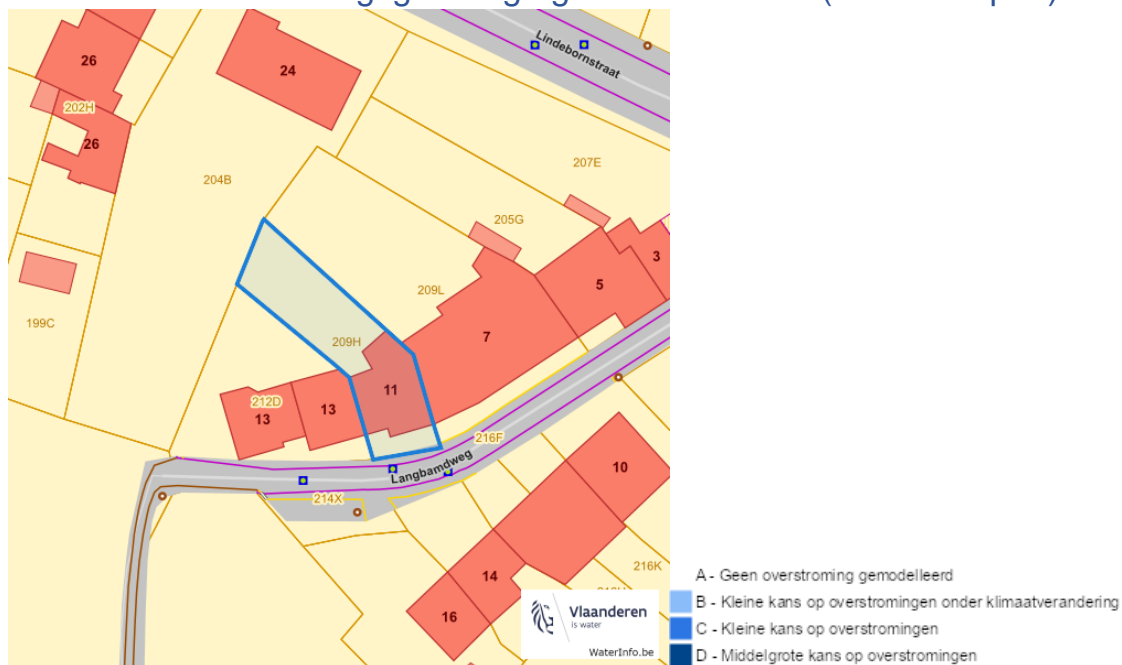 Lindebornstraat
26
24
202H
26
207E
204B
205G
3
5
209L
199C
7
209H
11
212D
13
13
216F
Langbamdweg
10
214X
216K
14
16
Vlaanderen
is water
WaterInfo.be
A - Geen overstroming gemodelleerd
B - Kleine kans op overstromingen onder klimaatverandering
C - Kleine kans op overstromingen
D - Middelgrote kans op overstromingen